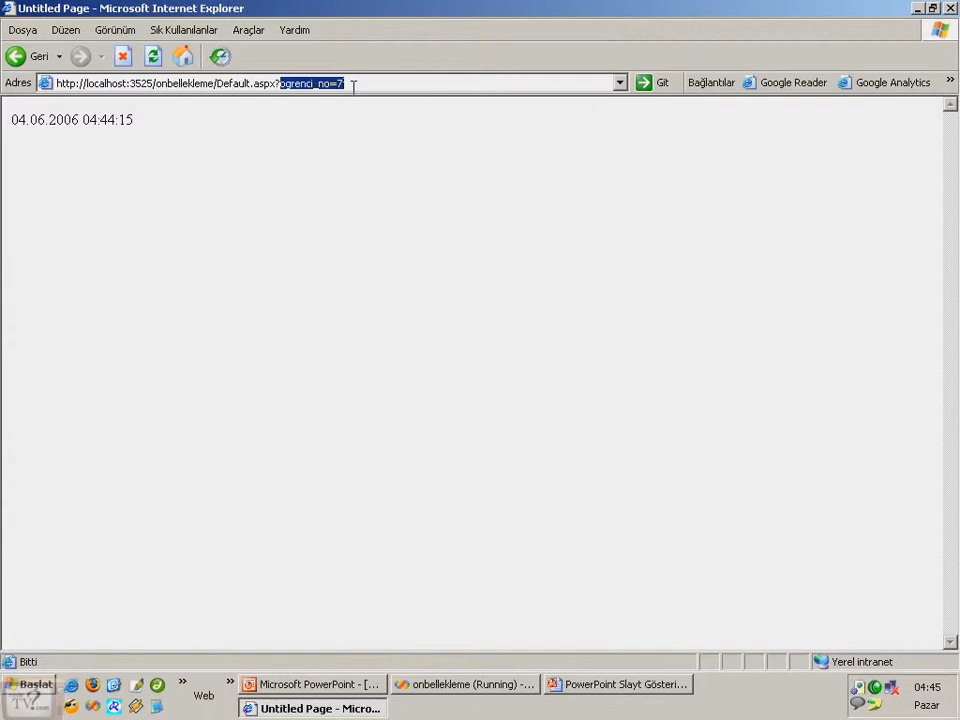 Untitled Page - Microsoft Internet Explorer
Dosya Düzen Görünüm Sık Kullanılanlar Araçlar Yardım
Geri
Adres http://localhost:3525/onbellekleme/Default.aspx?ogrenci_no=7 Git Bağlantılar Google Reader Google Analytics »
04.06.2006 04:44:15
Bitti Yerel intranet
Başlat » Web » Microsoft PowerPoint - [... onbellekleme (Running) -... PowerPoint Slayt Gösteri... 04:45
TV?.com Untitled Page - Micro... Pazar